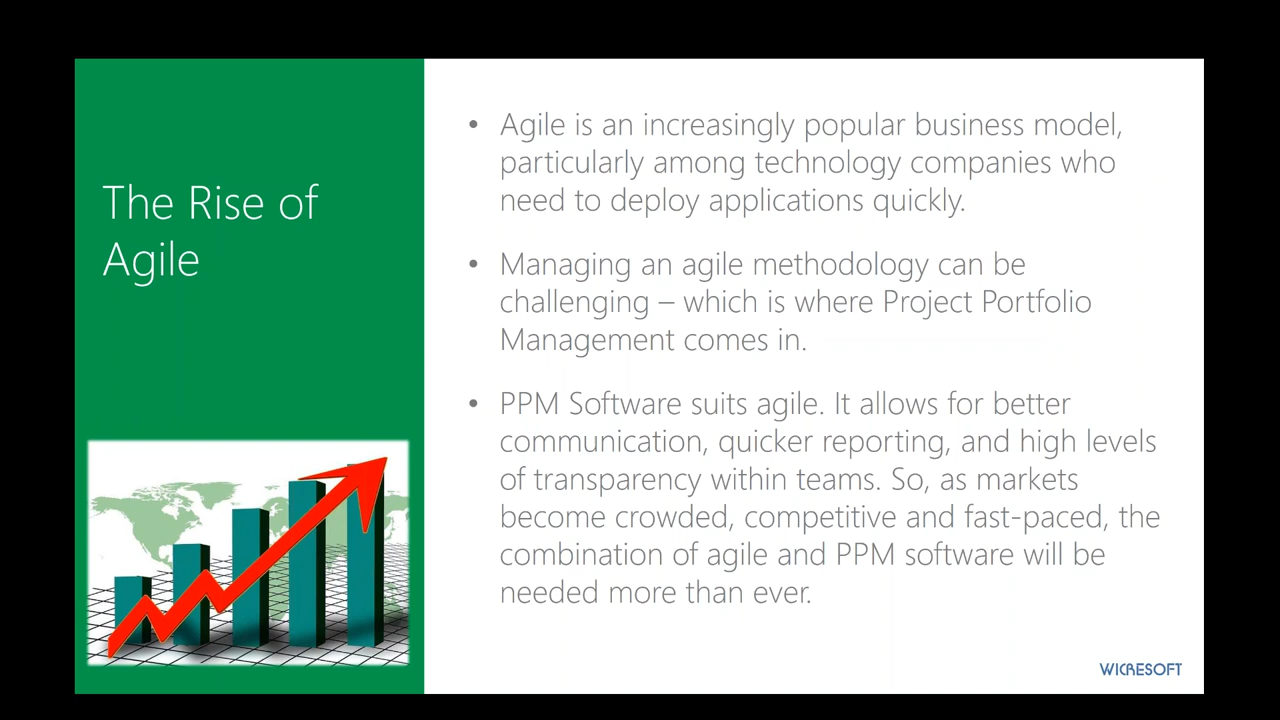 The Rise of
Agile
• Agile is an increasingly popular business model,
particularly among technology companies who
need to deploy applications quickly.
• Managing an agile methodology can be
challenging – which is where Project Portfolio
Management comes in.
• PPM Software suits agile. It allows for better
communication, quicker reporting, and high levels
of transparency within teams. So, as markets
become crowded, competitive and fast-paced, the
combination of agile and PPM software will be
needed more than ever.
WICRESOFT